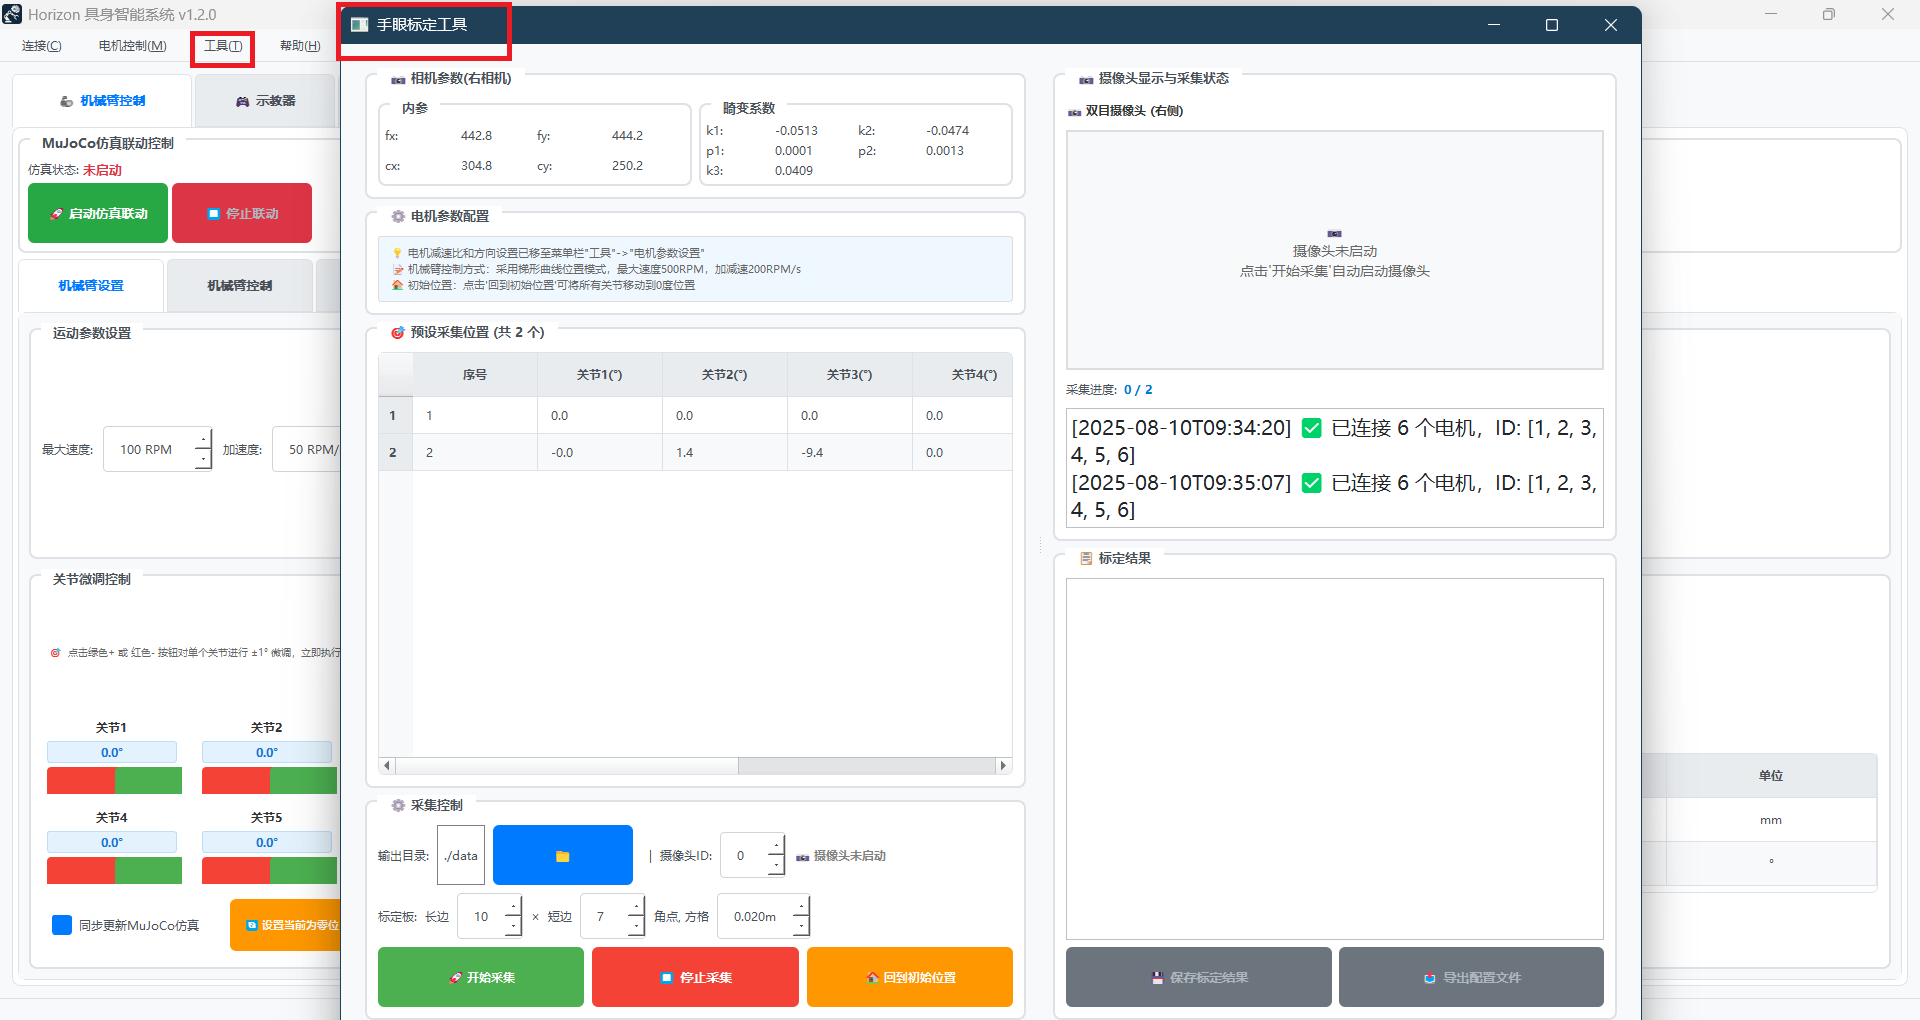 Horizon 具身智能系统 v1.2.0
连接(C) 电机控制(M) 工具(T) 帮助(H)
机械臂控制 示教器
MuJoCo仿真联动控制
仿真状态: 未启动
启动仿真联动 停止联动
机械臂设置 机械臂控制
运动参数设置
最大速度: 100 RPM 加速度: 50 RPM/
关节微调控制
点击绿色+ 或 红色- 按钮对单个关节进行 ±1° 微调，立即执行
关节1 关节2
0.0° 0.0°
关节4 关节5
0.0° 0.0°
同步更新MuJoCo仿真 设置当前为零位
手眼标定工具
相机参数(右相机)
内参
fx: 442.8 fy: 444.2
cx: 304.8 cy: 250.2
畸变系数
k1: -0.0513 k2: -0.0474
p1: 0.0001 p2: 0.0013
k3: 0.0409
电机参数配置
电机减速比和方向设置已移至菜单栏"工具"->"电机参数设置"
机械臂控制方式：采用梯形曲线位置模式，最大速度500RPM，加减速200RPM/s
初始位置：点击'回到初始位置'可将所有关节移动到0度位置
预设采集位置 (共 2 个)
序号 关节1(°) 关节2(°) 关节3(°) 关节4(°)
1 1 0.0 0.0 0.0 0.0
2 2 -0.0 1.4 -9.4 0.0
采集控制
输出目录: ./data | 摄像头ID: 0 摄像头未启动
标定板: 长边 10 × 短边 7 角点, 方格 0.020m
开始采集 停止采集 回到初始位置
摄像头显示与采集状态
双目摄像头 (右侧)
摄像头未启动
点击'开始采集'自动启动摄像头
采集进度: 0 / 2
[2025-08-10T09:34:20] ✅ 已连接 6 个电机，ID: [1, 2, 3,
4, 5, 6]
[2025-08-10T09:35:07] ✅ 已连接 6 个电机，ID: [1, 2, 3,
4, 5, 6]
标定结果
保存标定结果 导出配置文件
单位
mm
°